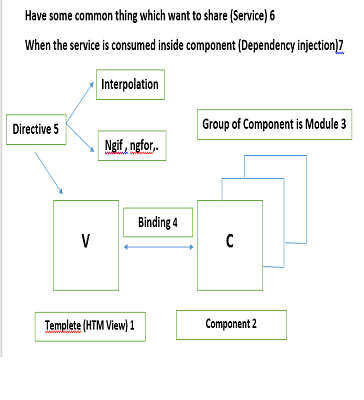 Have some common thing which want to share (Service) 6
When the service is consumed inside component (Dependency injection)7
Interpolation
Directive 5
Ngif , ngfor,.
Group of Component is Module 3
Binding 4
V
C
Templete (HTM View) 1
Component 2